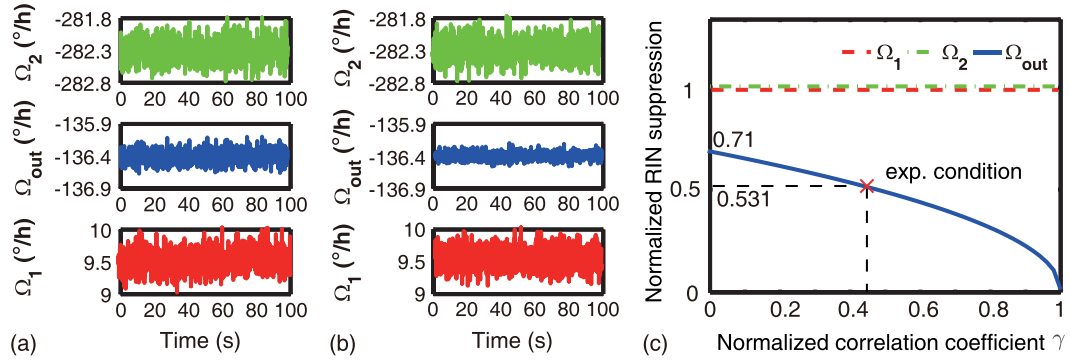 (a)
Ω2 (°/h)
-281.8
-282.3
-282.8
0 20 40 60 80 100
Ωout (°/h)
-135.9
-136.4
-136.9
0 20 40 60 80 100
Ω1 (°/h)
10
9.5
9
0 20 40 60 80 100
Time (s)
(b)
Ω2 (°/h)
-281.8
-282.3
-282.8
0 20 40 60 80 100
Ωout (°/h)
-135.9
-136.4
-136.9
0 20 40 60 80 100
Ω1 (°/h)
10
9.5
9
0 20 40 60 80 100
Time (s)
(c)
Normalized RIN suppression
Ω1 Ω2 Ωout
1
0.71
exp. condition
0.5
0.531
0
0 0.2 0.4 0.6 0.8 1
Normalized correlation coefficient γ